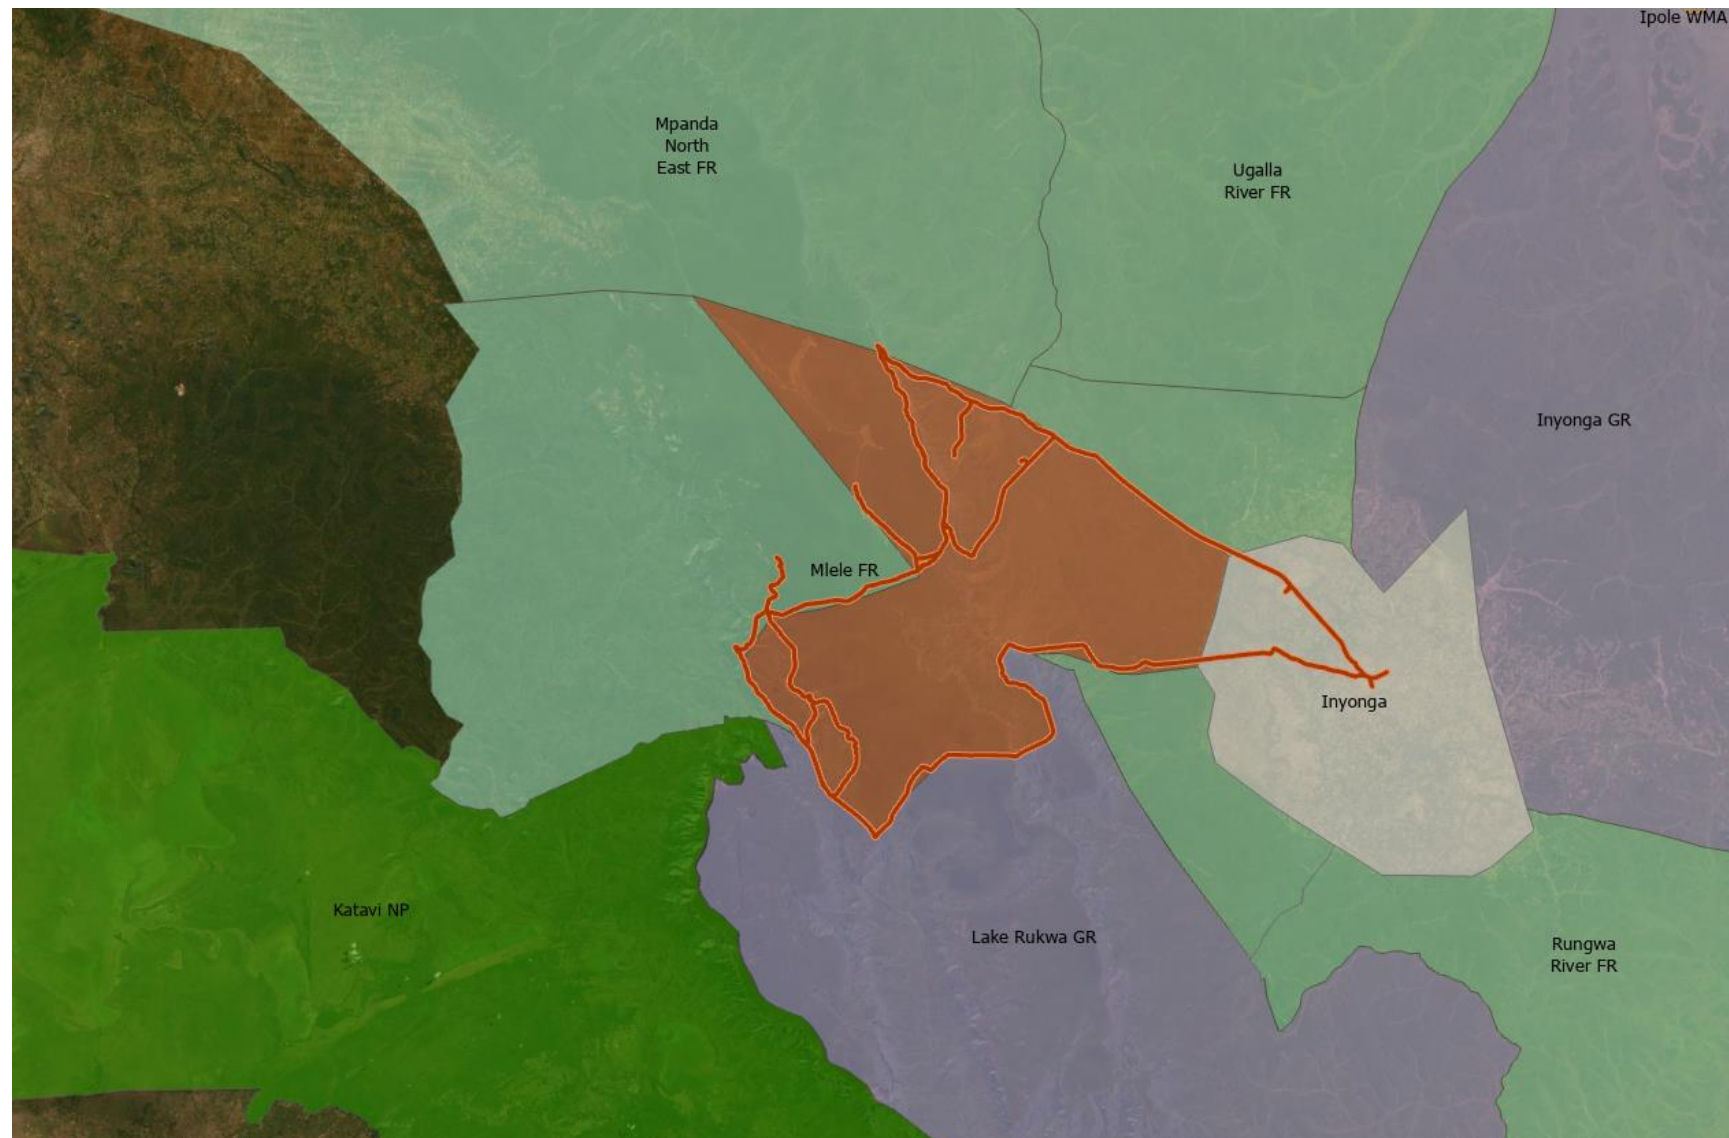 Ipole WMA
Mpanda
North
East FR
Ugalla
River FR
Inyonga GR
Mlele FR
Inyonga
Katavi NP
Lake Rukwa GR
Rungwa
River FR